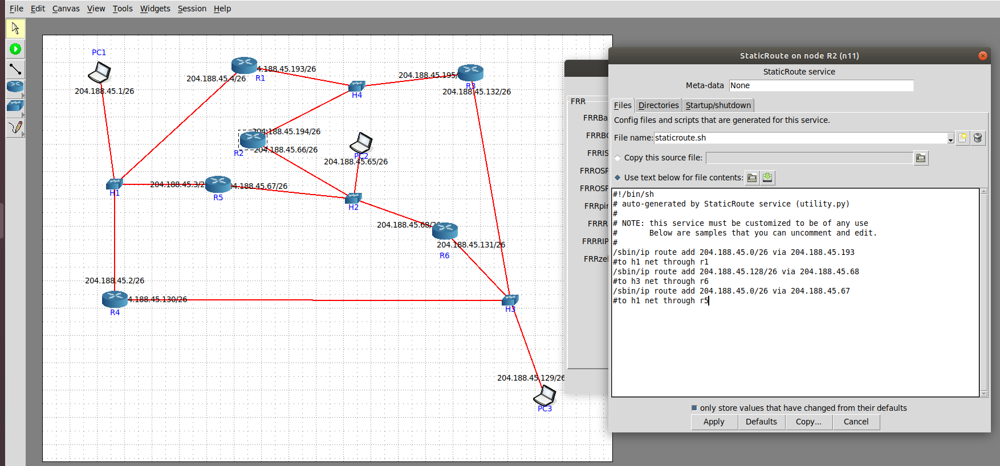 File Edit Canvas View Tools Widgets Session Help
PC1
204.188.45.1/26
4.188.45.193/26
204.188.45.4/26
R1
204.188.45.195/
R3
204.188.45.132/26
H4
204.188.45.194/26
R2
204.188.45.66/26
PC2
204.188.45.65/26
H1
204.188.45.3/2
R5
4.188.45.67/26
H2
204.188.45.68/26
204.188.45.131/26
R6
204.188.45.2/26
4.188.45.130/26
R4
H3
204.188.45.129/26
PC3
FRR
FRRBa
FRRBG
FRRIS
FRROSP
FRROSP
FRRpi
FRRR
FRRRIP
FRRzel
StaticRoute on node R2 (n11)
StaticRoute service
Meta-data None
Files Directories Startup/shutdown
Config files and scripts that are generated for this service.
File name: staticroute.sh
Copy this source file:
Use text below for file contents:
#!/bin/sh
# auto-generated by StaticRoute service (utility.py)
#
# NOTE: this service must be customized to be of any use
#       Below are samples that you can uncomment and edit.
#
/sbin/ip route add 204.188.45.0/26 via 204.188.45.193
#to h1 net through r1
/sbin/ip route add 204.188.45.128/26 via 204.188.45.68
#to h3 net through r6
/sbin/ip route add 204.188.45.0/26 via 204.188.45.67
#to h1 net through r5
only store values that have changed from their defaults
Apply Defaults Copy... Cancel